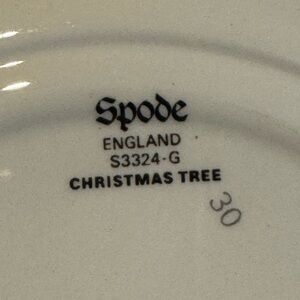 Spode
ENGLAND
S3324-G
CHRISTMAS TREE
30